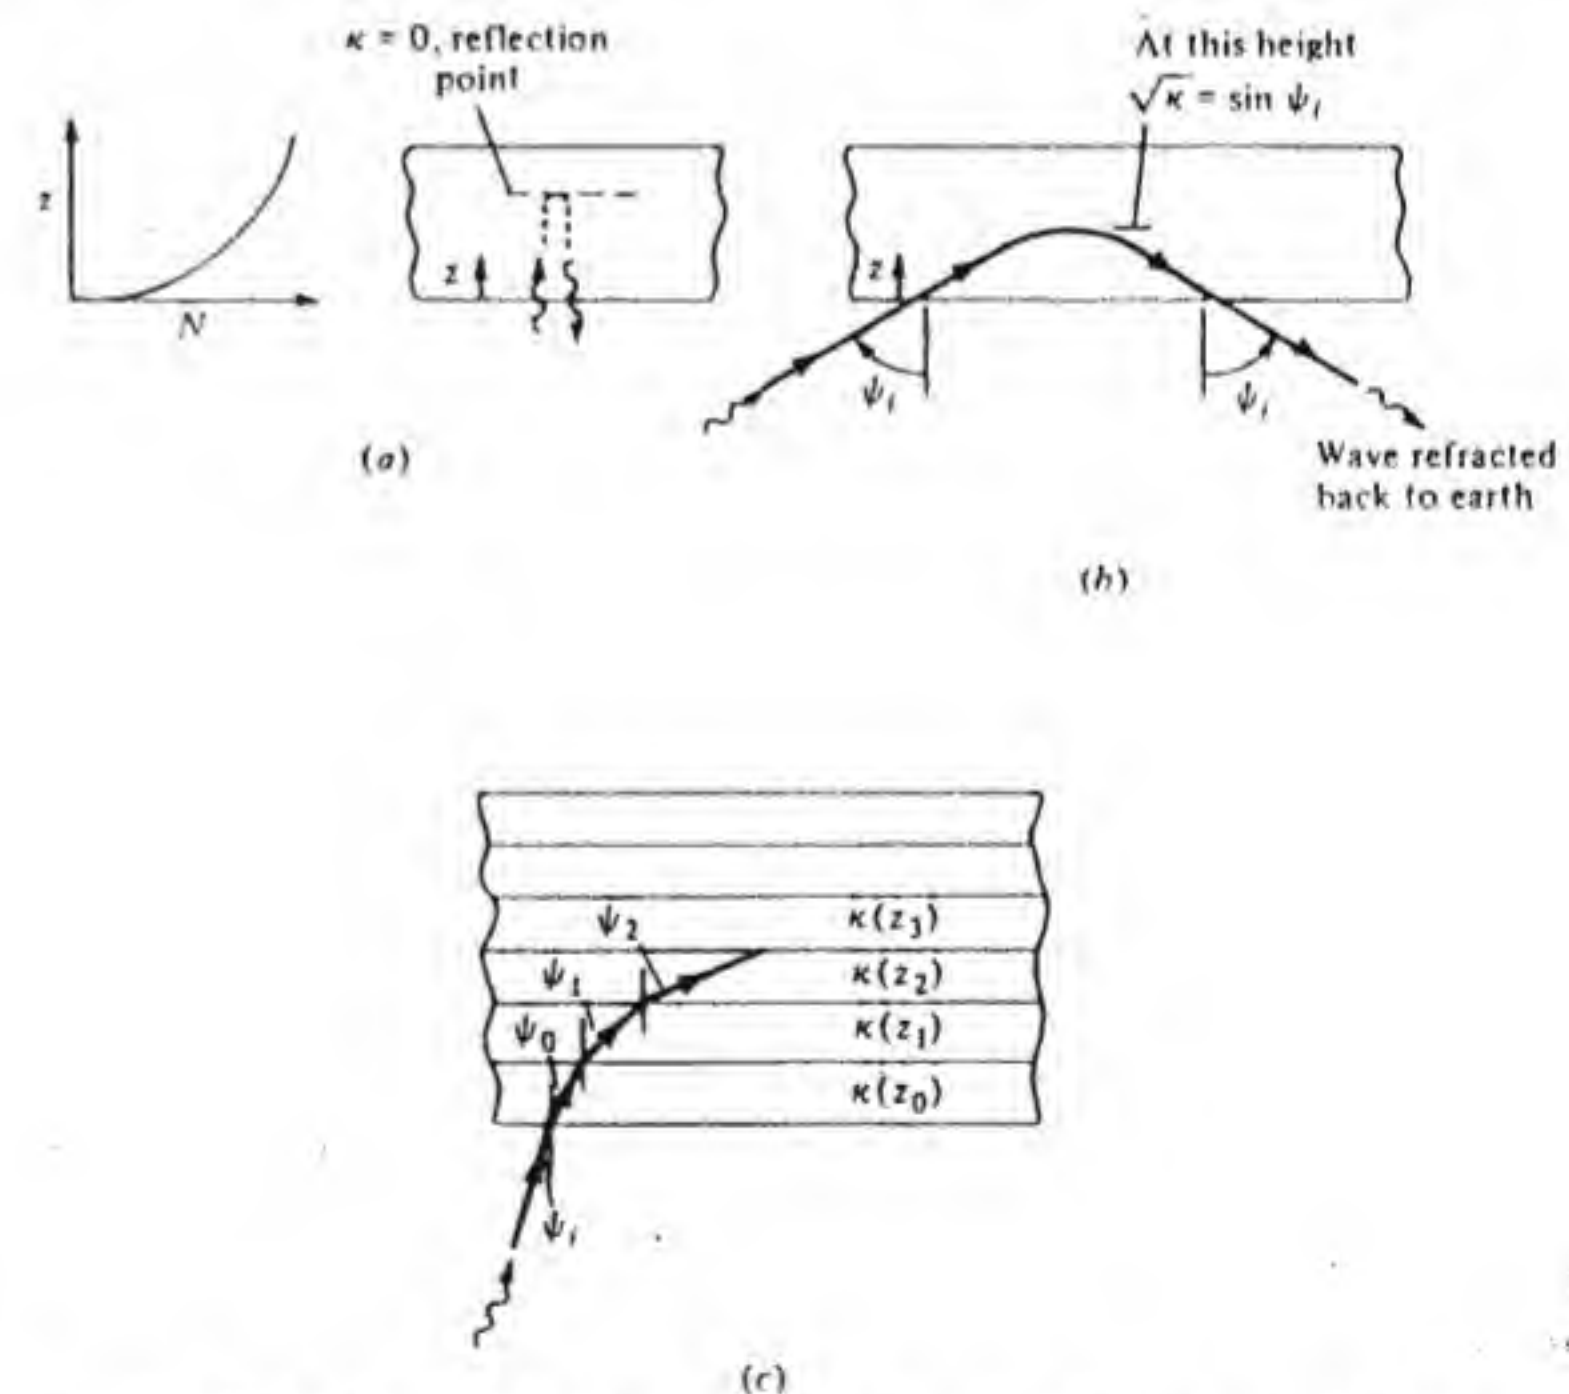 κ = 0, reflection
point
z
N
z
(a)
At this height
√κ = sin ψi
z
ψi
ψi
Wave refracted
back to earth
(b)
ψ2
κ(z3)
ψ1
κ(z2)
ψ0
κ(z1)
κ(z0)
ψi
(c)